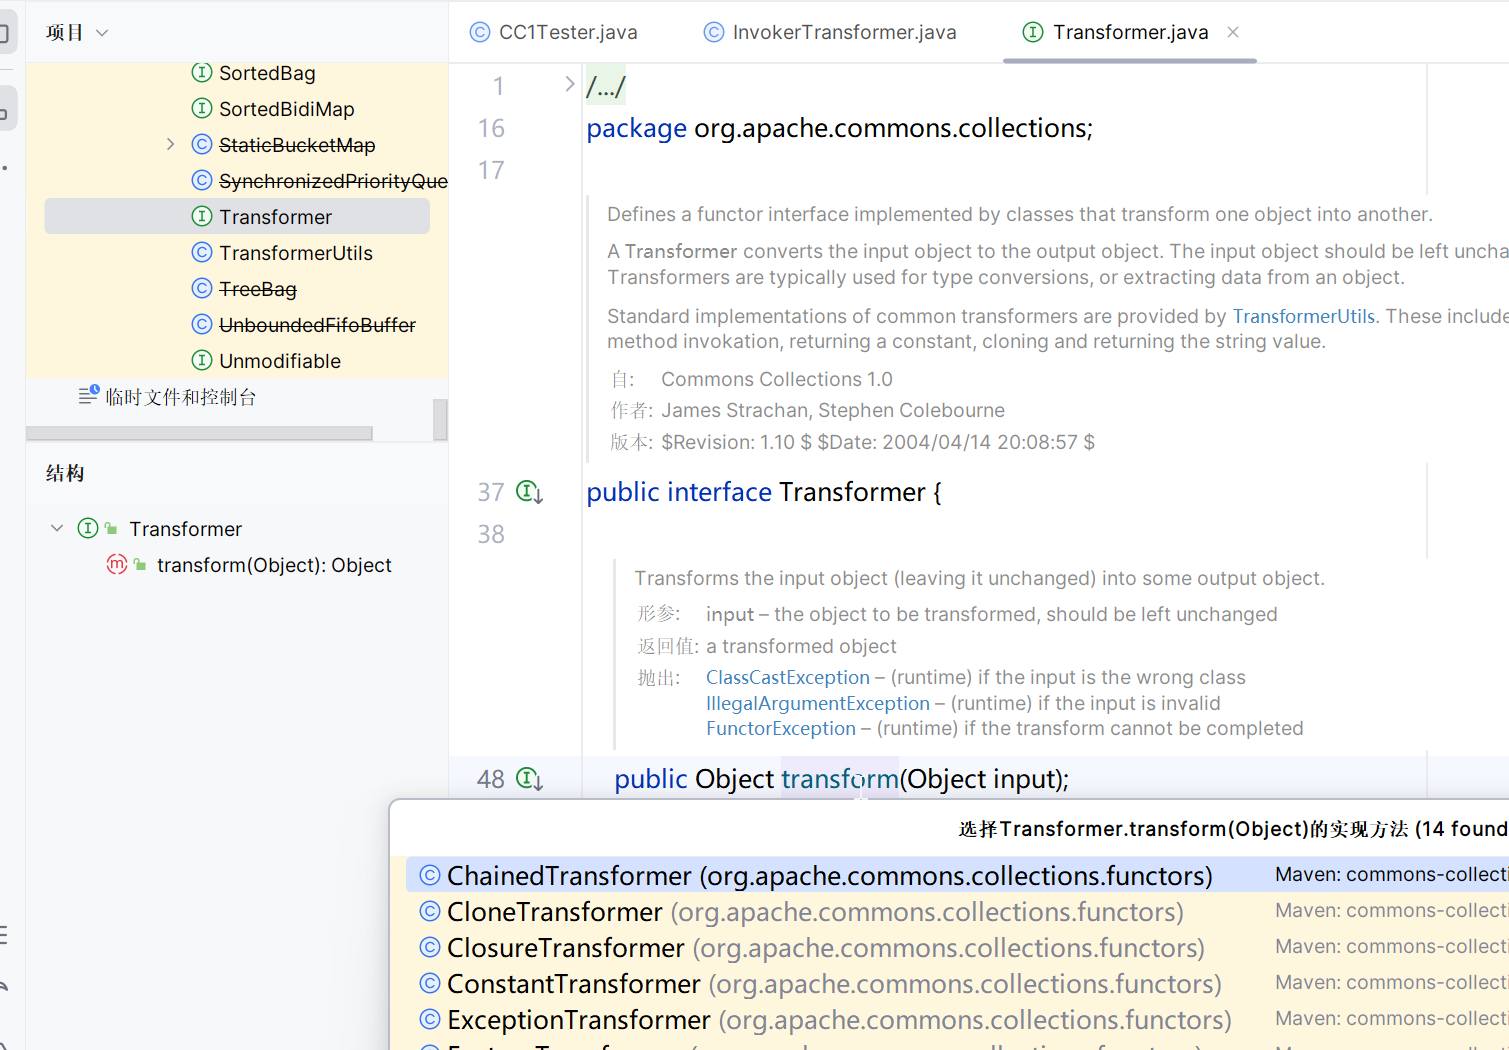 项目
CC1Tester.java
InvokerTransformer.java
Transformer.java
SortedBag
SortedBidiMap
StaticBucketMap
SynchronizedPriorityQue
Transformer
TransformerUtils
TreeBag
UnboundedFifoBuffer
Unmodifiable
临时文件和控制台
结构
Transformer
transform(Object): Object
1 /.../
16 package org.apache.commons.collections;
17
Defines a functor interface implemented by classes that transform one object into another.
A Transformer converts the input object to the output object. The input object should be left uncha
Transformers are typically used for type conversions, or extracting data from an object.
Standard implementations of common transformers are provided by TransformerUtils. These include
method invokation, returning a constant, cloning and returning the string value.
自: Commons Collections 1.0
作者: James Strachan, Stephen Colebourne
版本: $Revision: 1.10 $ $Date: 2004/04/14 20:08:57 $
37 public interface Transformer {
38
Transforms the input object (leaving it unchanged) into some output object.
形参: input – the object to be transformed, should be left unchanged
返回值: a transformed object
抛出: ClassCastException – (runtime) if the input is the wrong class
IllegalArgumentException – (runtime) if the input is invalid
FunctorException – (runtime) if the transform cannot be completed
48 public Object transform(Object input);
选择Transformer.transform(Object)的实现方法 (14 found
ChainedTransformer (org.apache.commons.collections.functors) Maven: commons-collecti
CloneTransformer (org.apache.commons.collections.functors) Maven: commons-collecti
ClosureTransformer (org.apache.commons.collections.functors) Maven: commons-collecti
ConstantTransformer (org.apache.commons.collections.functors) Maven: commons-collecti
ExceptionTransformer (org.apache.commons.collections.functors) Maven: commons-collecti